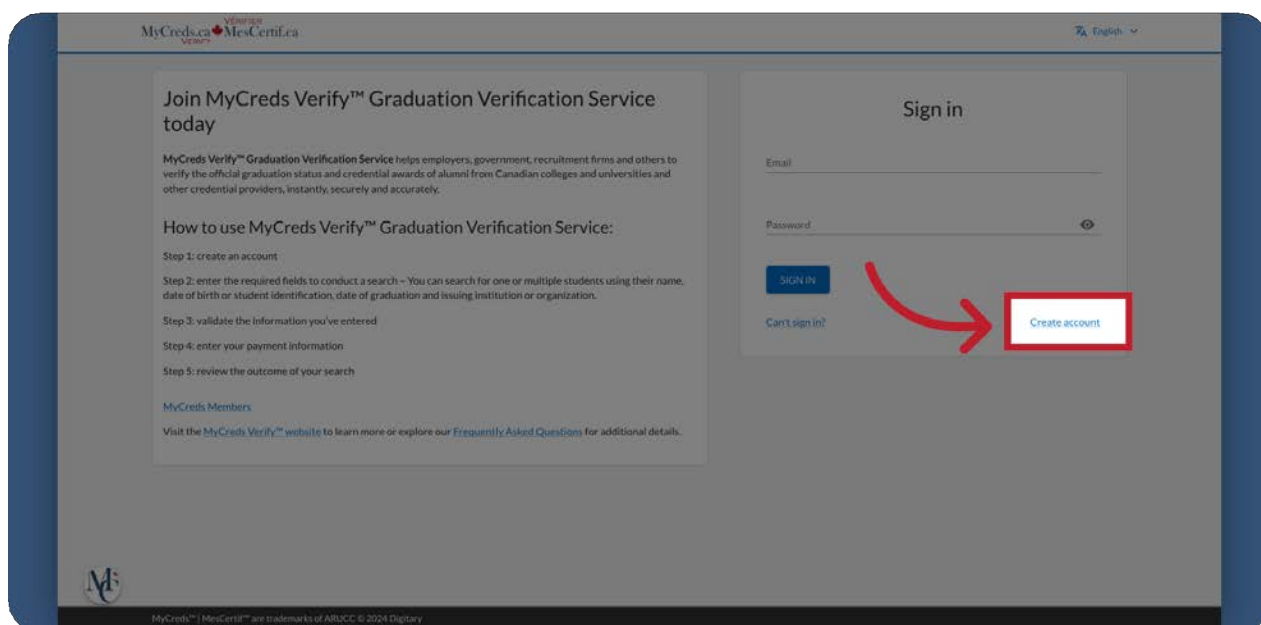 VÉRIFIER
MyCreds.ca MesCertif.ca
VERIFY
English
Join MyCreds Verify™ Graduation Verification Service
today
MyCreds Verify™ Graduation Verification Service helps employers, government, recruitment firms and others to
verify the official graduation status and credential awards of alumni from Canadian colleges and universities and
other credential providers, instantly, securely and accurately.
How to use MyCreds Verify™ Graduation Verification Service:
Step 1: create an account
Step 2: enter the required fields to conduct a search – You can search for one or multiple students using their name,
date of birth or student identification, date of graduation and issuing institution or organization.
Step 3: validate the information you've entered
Step 4: enter your payment information
Step 5: review the outcome of your search
MyCreds Members
Visit the MyCreds Verify™ website to learn more or explore our Frequently Asked Questions for additional details.
Sign in
Email
Password
SIGN IN
Can't sign in?
Create account
MC
MyCreds™ | MesCertif™ are trademarks of ARUCC © 2024 Digitary